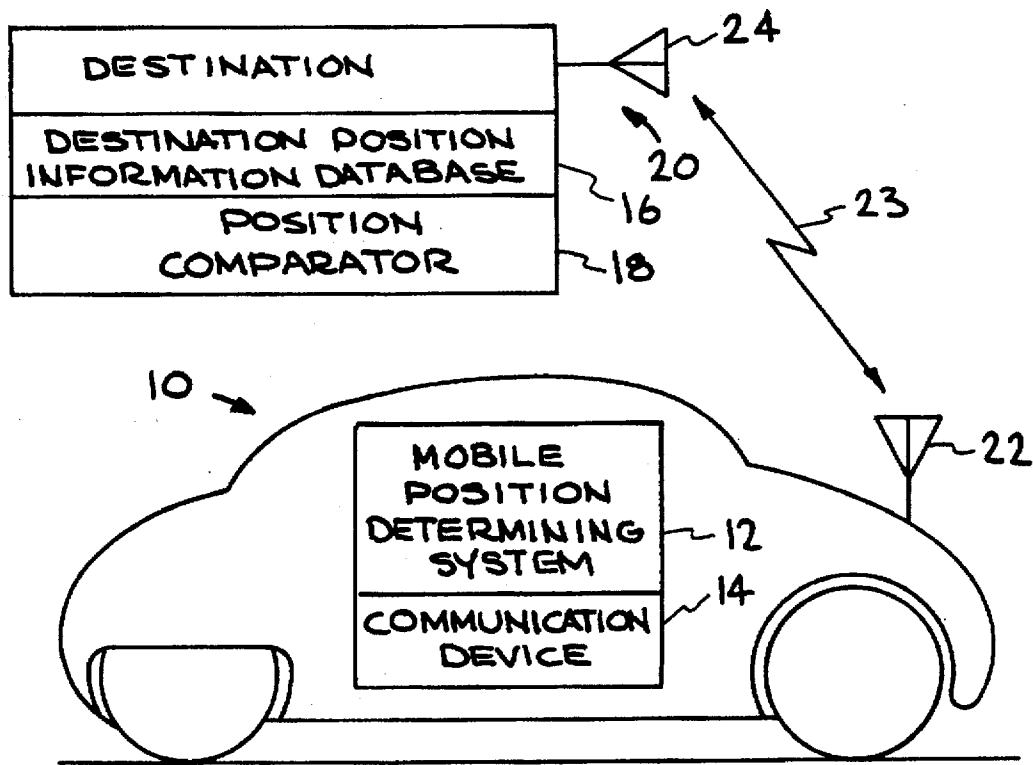 DESTINATION
24
DESTINATION POSITION
INFORMATION DATABASE
20
16
23
POSITION
COMPARATOR
18
10
22
MOBILE
POSITION
DETERMINING
SYSTEM
12
14
COMMUNICATION
DEVICE